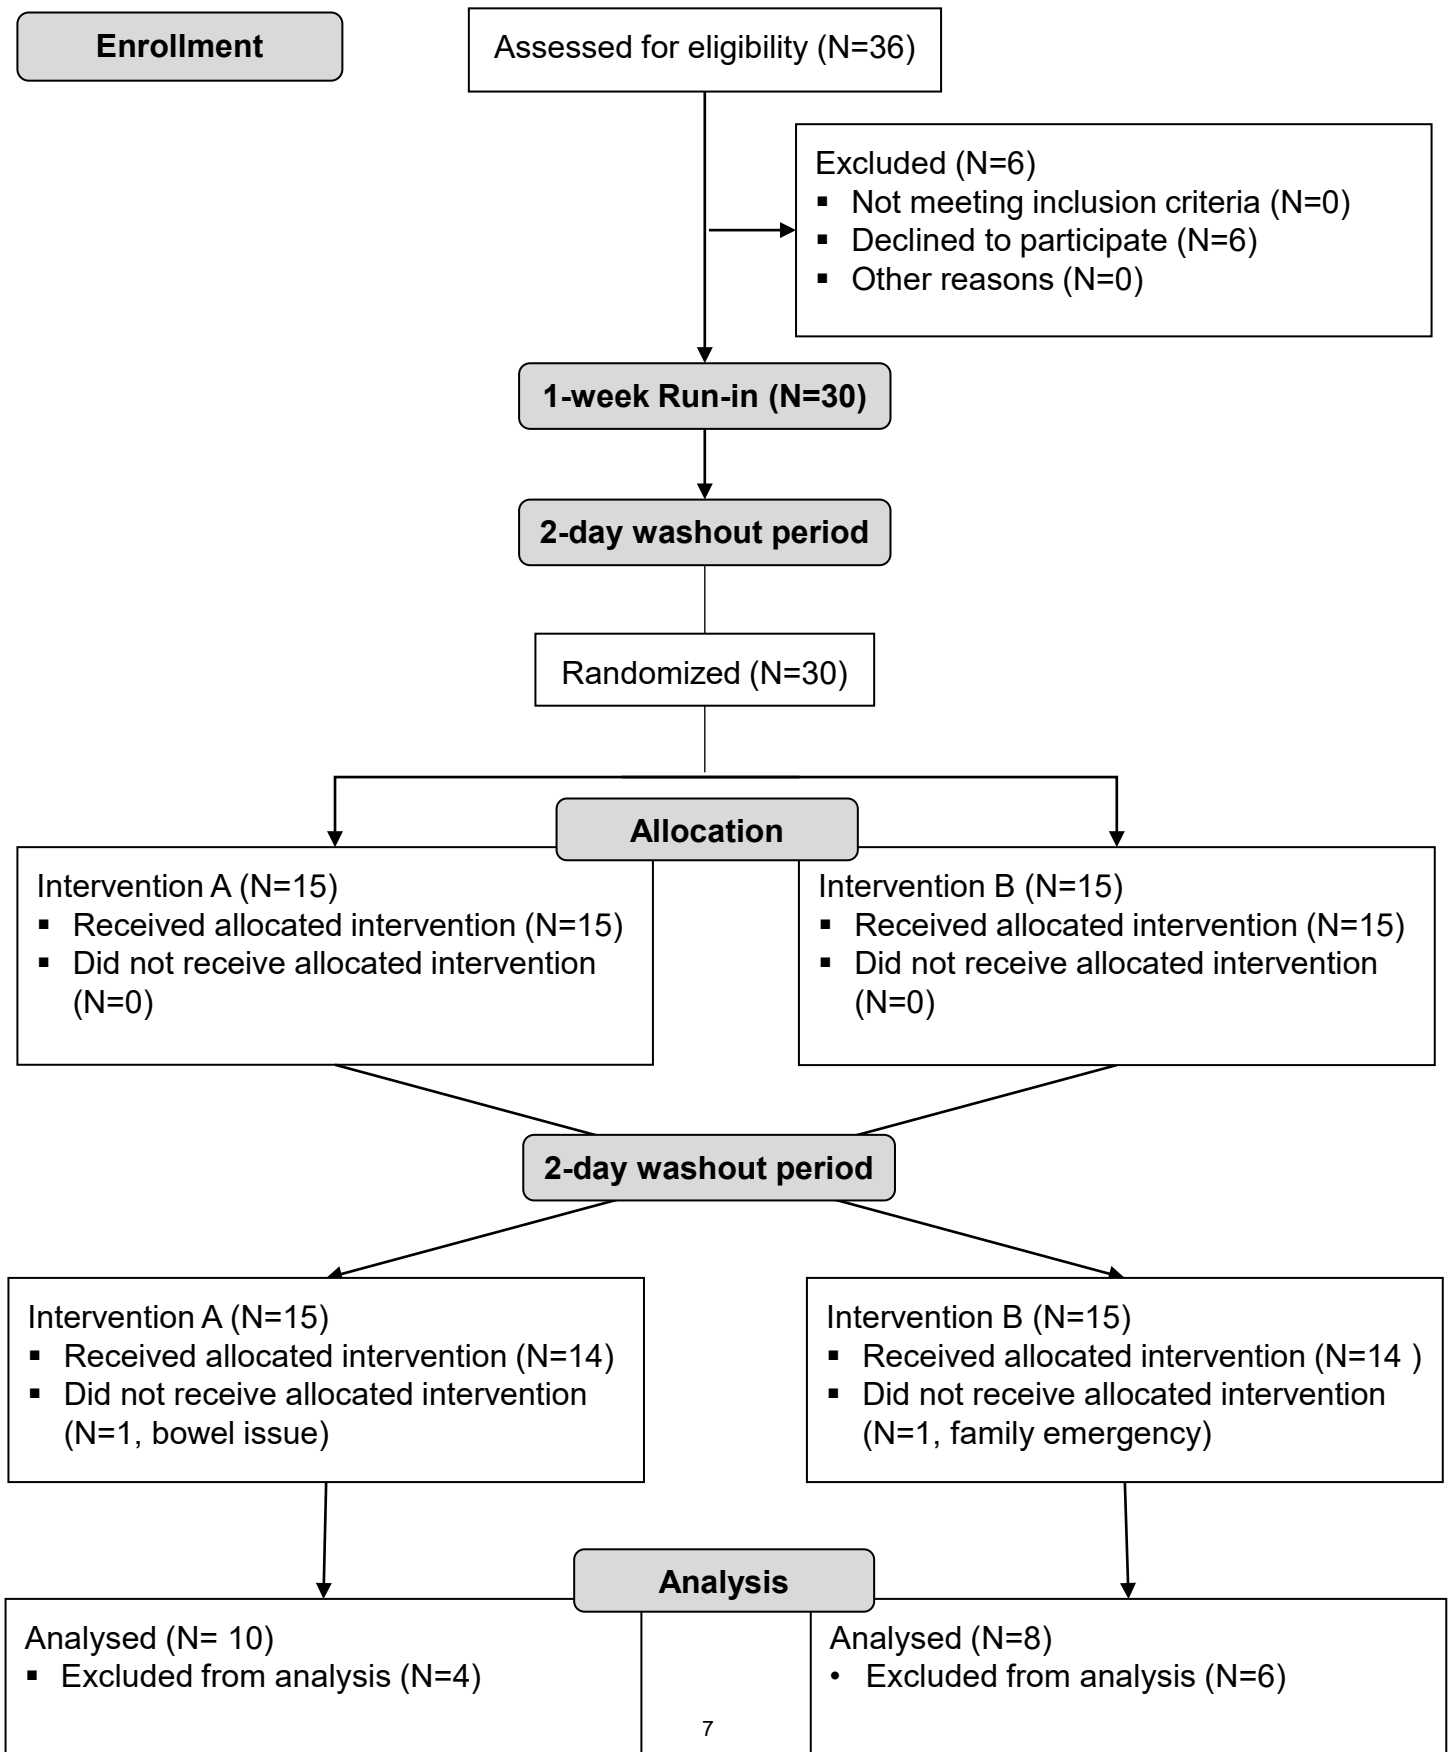 Enrollment
Assessed for eligibility (N=36)
Excluded (N=6)
▪ Not meeting inclusion criteria (N=0)
▪ Declined to participate (N=6)
▪ Other reasons (N=0)
1-week Run-in (N=30)
2-day washout period
Randomized (N=30)
Allocation
Intervention A (N=15)
▪ Received allocated intervention (N=15)
▪ Did not receive allocated intervention
(N=0)
Intervention B (N=15)
▪ Received allocated intervention (N=15)
▪ Did not receive allocated intervention
(N=0)
2-day washout period
Intervention A (N=15)
▪ Received allocated intervention (N=14)
▪ Did not receive allocated intervention
(N=1, bowel issue)
Intervention B (N=15)
▪ Received allocated intervention (N=14 )
▪ Did not receive allocated intervention
(N=1, family emergency)
Analysis
Analysed (N= 10)
▪ Excluded from analysis (N=4)
Analysed (N=8)
• Excluded from analysis (N=6)
7